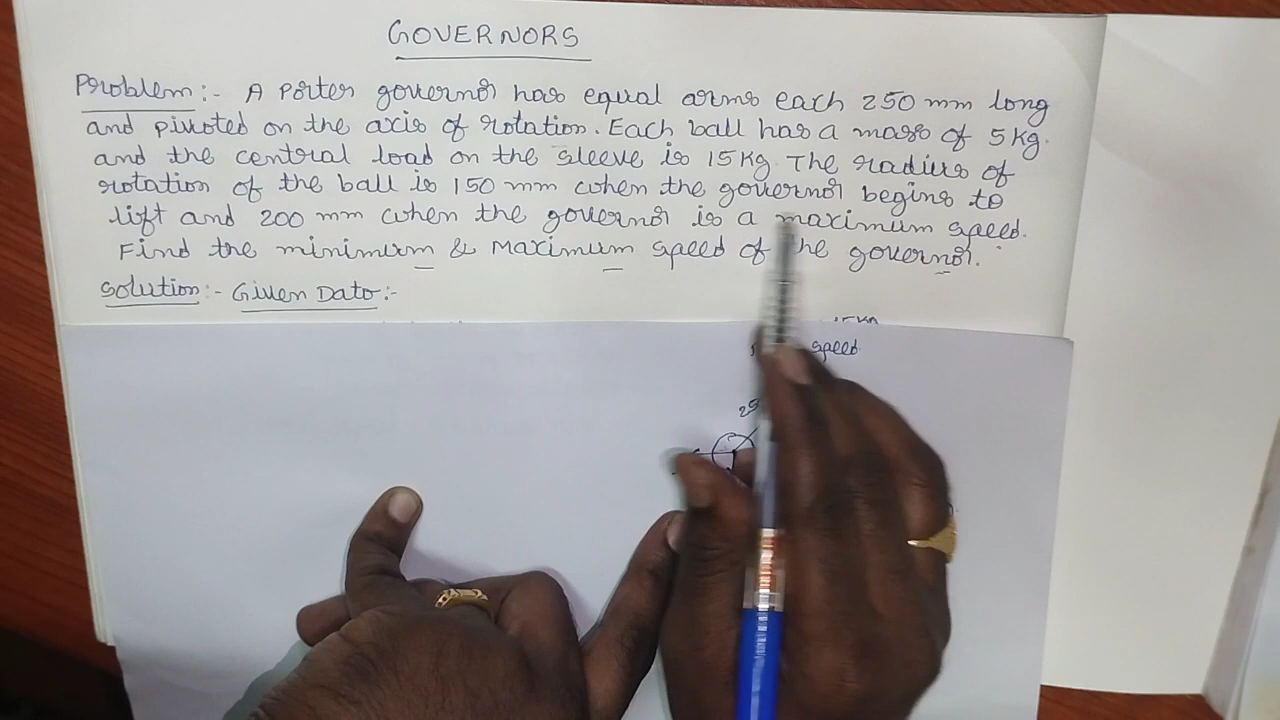 GOVERNORS
Problem:- A Porter governor has equal arms each 250 mm long
and pivoted on the axis of rotation. Each ball has a mass of 5 kg.
and the central load on the sleeve is 15 Kg. The radius of
rotation of the ball is 150 mm when the governor begins to
lift and 200 mm when the governor is a maximum speed.
Find the minimum & Maximum speed of the governor.
Solution:- Given Data:-
speed